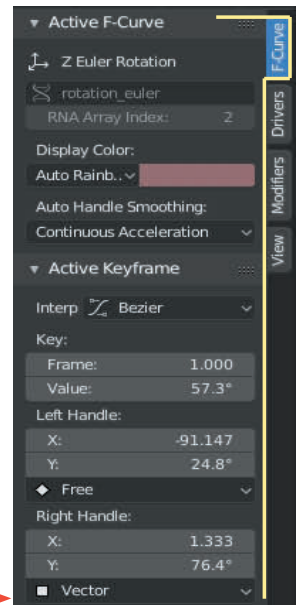 Active F-Curve
Z Euler Rotation
rotation_euler
RNA Array Index: 2
Display Color:
Auto Rainb..
Auto Handle Smoothing:
Continuous Acceleration
Active Keyframe
Interp Bezier
Key:
Frame: 1.000
Value: 57.3°
Left Handle:
X: -91.147
Y: 24.8°
Free
Right Handle:
X: 1.333
Y: 76.4°
Vector
F-Curve
Drivers
Modifiers
View